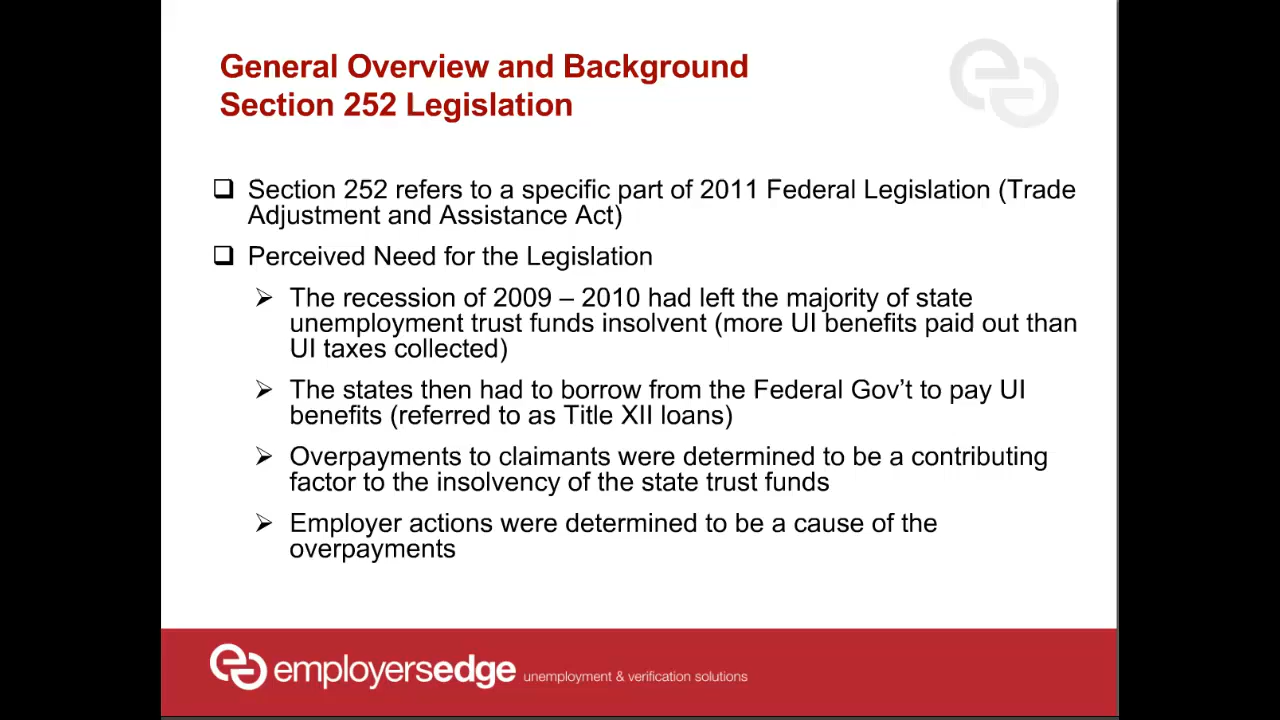 General Overview and Background
Section 252 Legislation
Section 252 refers to a specific part of 2011 Federal Legislation (Trade
Adjustment and Assistance Act)
Perceived Need for the Legislation
The recession of 2009 – 2010 had left the majority of state
unemployment trust funds insolvent (more UI benefits paid out than
UI taxes collected)
The states then had to borrow from the Federal Gov’t to pay UI
benefits (referred to as Title XII loans)
Overpayments to claimants were determined to be a contributing
factor to the insolvency of the state trust funds
Employer actions were determined to be a cause of the
overpayments
employersedge unemployment & verification solutions